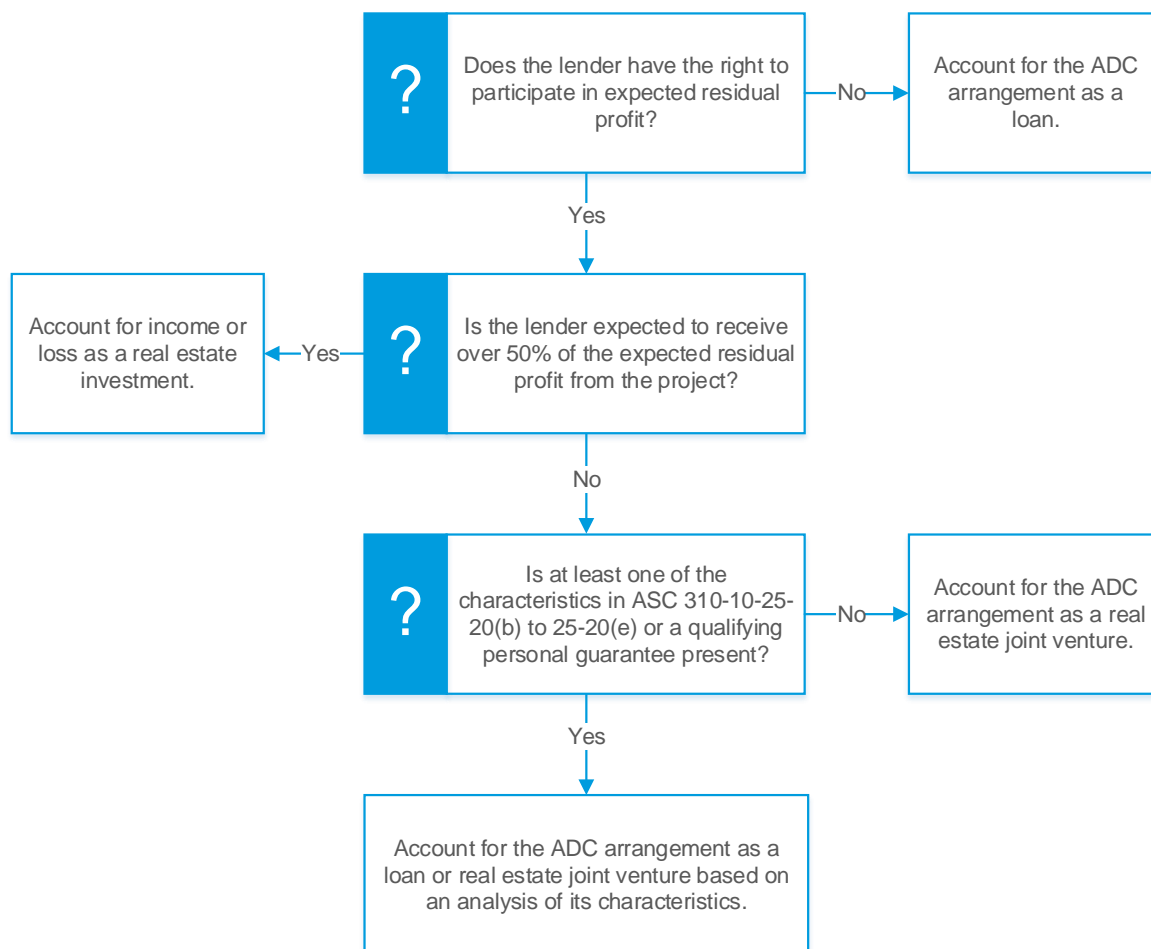 ?
Does the lender have the right to
participate in expected residual
profit?
No
Account for the ADC
arrangement as a
loan.
Yes
Account for income or
loss as a real estate
investment.
Yes
?
Is the lender expected to receive
over 50% of the expected residual
profit from the project?
No
?
Is at least one of the
characteristics in ASC 310-10-25-
20(b) to 25-20(e) or a qualifying
personal guarantee present?
No
Account for the ADC
arrangement as a real
estate joint venture.
Yes
Account for the ADC arrangement as a
loan or real estate joint venture based on
an analysis of its characteristics.